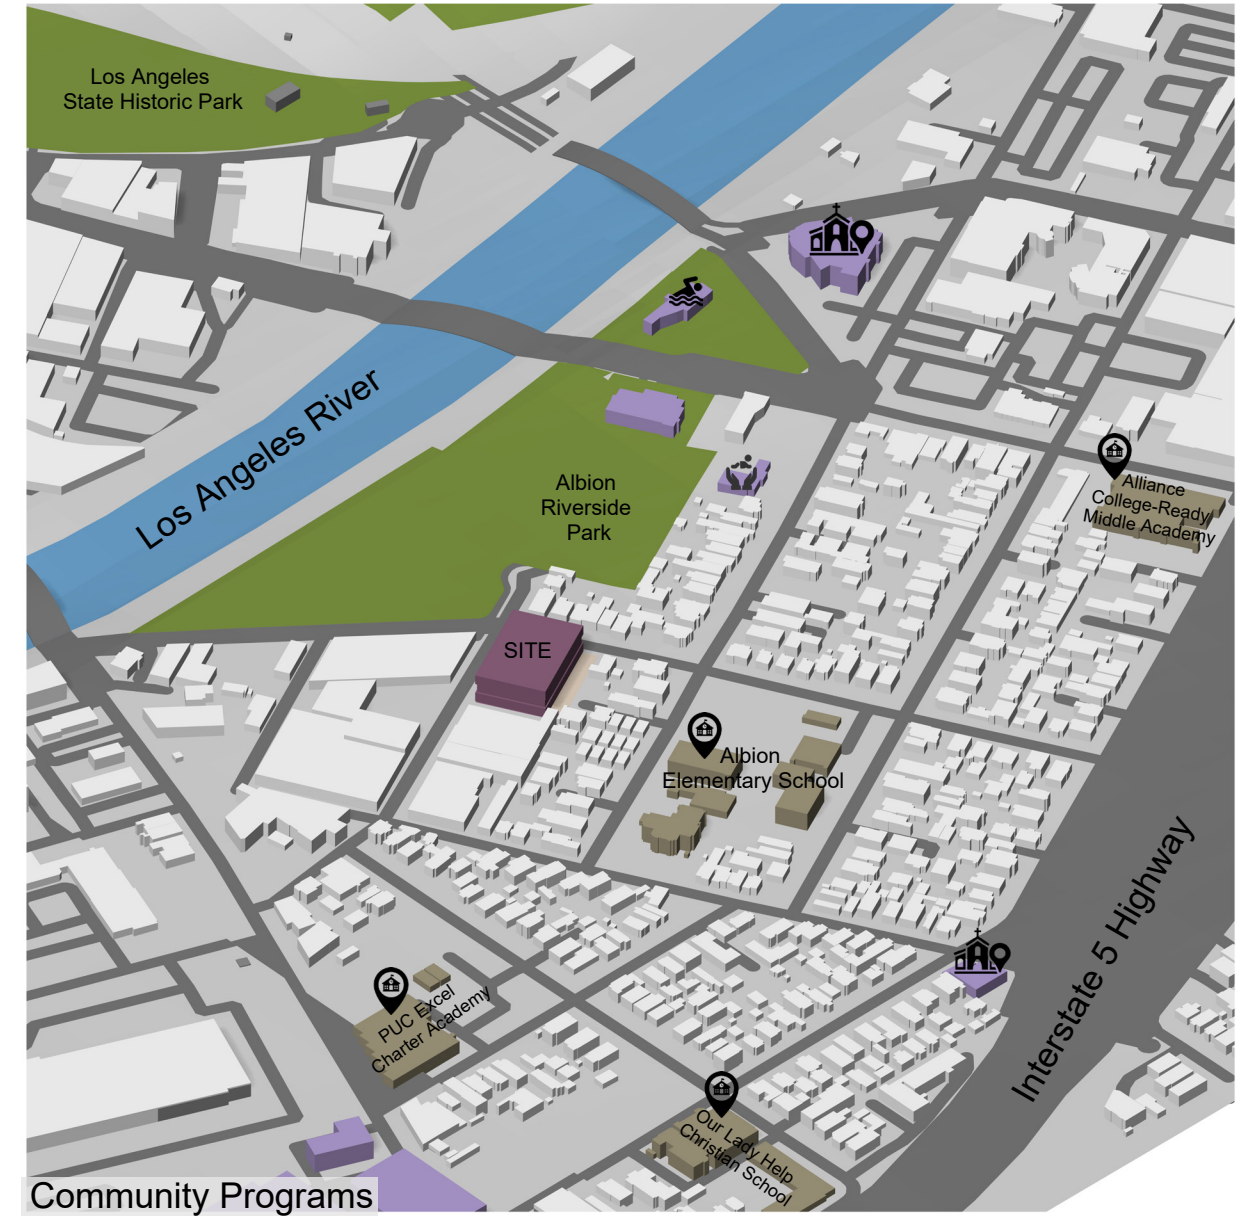 Los Angeles
State Historic Park
Los Angeles River
Albion
Riverside
Park
Alliance
College-Ready
Middle Academy
SITE
Albion
Elementary School
Interstate 5 Highway
PUC Excel
Charter Academy
Our Lady Help
Christian School
Community Programs